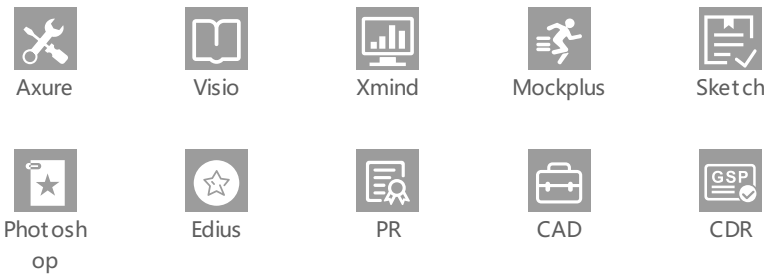 Axure
Visio
Xmind
Mockplus
Sketch
GSP
Photosh
op
Edius
PR
CAD
CDR